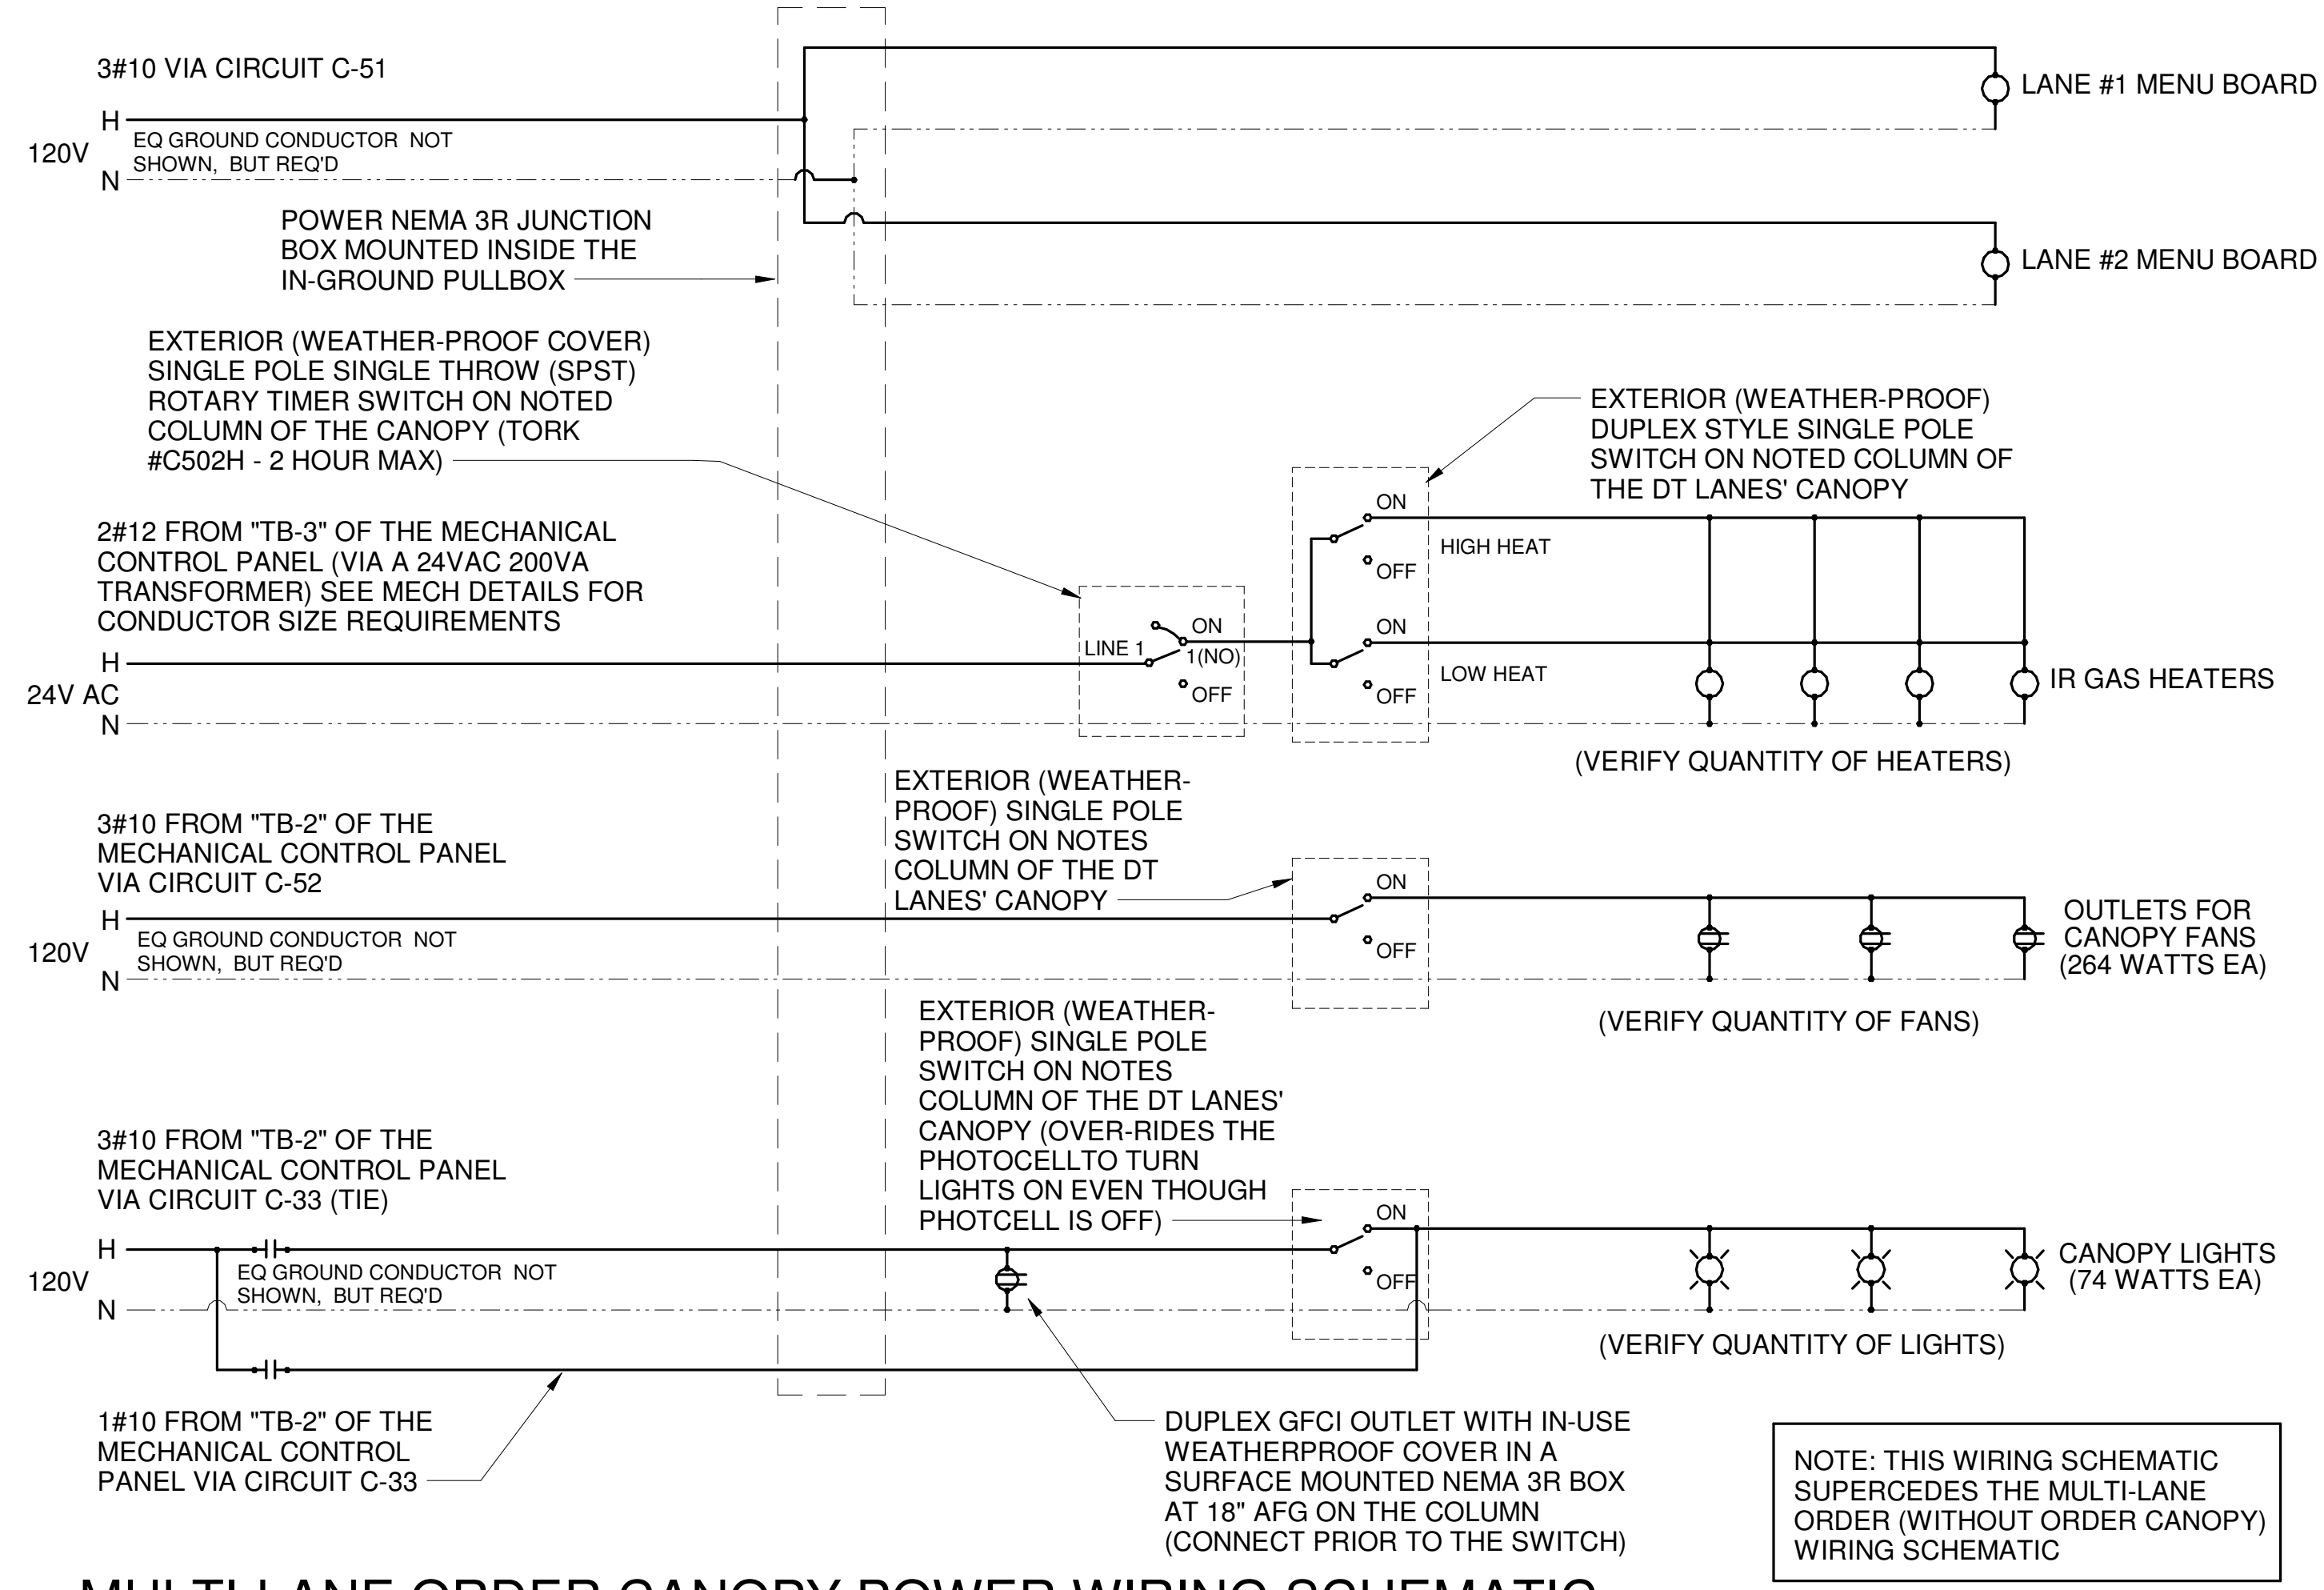 3#10 VIA CIRCUIT C-51
LANE #1 MENU BOARD
H
EQ GROUND CONDUCTOR  NOT
SHOWN,  BUT REQ'D
120V
N
POWER NEMA 3R JUNCTION
BOX MOUNTED INSIDE THE
IN-GROUND PULLBOX
LANE #2 MENU BOARD
EXTERIOR (WEATHER-PROOF COVER)
SINGLE POLE SINGLE THROW (SPST)
ROTARY TIMER SWITCH ON NOTED
COLUMN OF THE CANOPY (TORK
#C502H - 2 HOUR MAX)
EXTERIOR (WEATHER-PROOF)
DUPLEX STYLE SINGLE POLE
SWITCH ON NOTED COLUMN OF
THE DT LANES' CANOPY
2#12 FROM "TB-3" OF THE MECHANICAL
CONTROL PANEL (VIA A 24VAC 200VA
TRANSFORMER) SEE MECH DETAILS FOR
CONDUCTOR SIZE REQUIREMENTS
H
24V AC
N
LINE 1
ON
1(NO)
OFF
ON
HIGH HEAT
OFF
ON
LOW HEAT
OFF
IR GAS HEATERS
(VERIFY QUANTITY OF HEATERS)
3#10 FROM "TB-2" OF THE
MECHANICAL CONTROL PANEL
VIA CIRCUIT C-52
H
EQ GROUND CONDUCTOR  NOT
SHOWN,  BUT REQ'D
120V
N
EXTERIOR (WEATHER-
PROOF) SINGLE POLE
SWITCH ON NOTES
COLUMN OF THE DT
LANES' CANOPY
ON
OFF
OUTLETS FOR
CANOPY FANS
(264 WATTS EA)
(VERIFY QUANTITY OF FANS)
EXTERIOR (WEATHER-
PROOF) SINGLE POLE
SWITCH ON NOTES
COLUMN OF THE DT LANES'
CANOPY (OVER-RIDES THE
PHOTOCELLTO TURN
LIGHTS ON EVEN THOUGH
PHOTCELL IS OFF)
3#10 FROM "TB-2" OF THE
MECHANICAL CONTROL PANEL
VIA CIRCUIT C-33 (TIE)
H
EQ GROUND CONDUCTOR  NOT
SHOWN,  BUT REQ'D
120V
N
ON
OFF
CANOPY LIGHTS
(74 WATTS EA)
(VERIFY QUANTITY OF LIGHTS)
1#10 FROM "TB-2" OF THE
MECHANICAL CONTROL
PANEL VIA CIRCUIT C-33
DUPLEX GFCI OUTLET WITH IN-USE
WEATHERPROOF COVER IN A
SURFACE MOUNTED NEMA 3R BOX
AT 18" AFG ON THE COLUMN
(CONNECT PRIOR TO THE SWITCH)
NOTE: THIS WIRING SCHEMATIC
SUPERCEDES THE MULTI-LANE
ORDER (WITHOUT ORDER CANOPY)
WIRING SCHEMATIC
MULTI-LANE ORDER CANOPY POWER WIRING SCHEMATIC